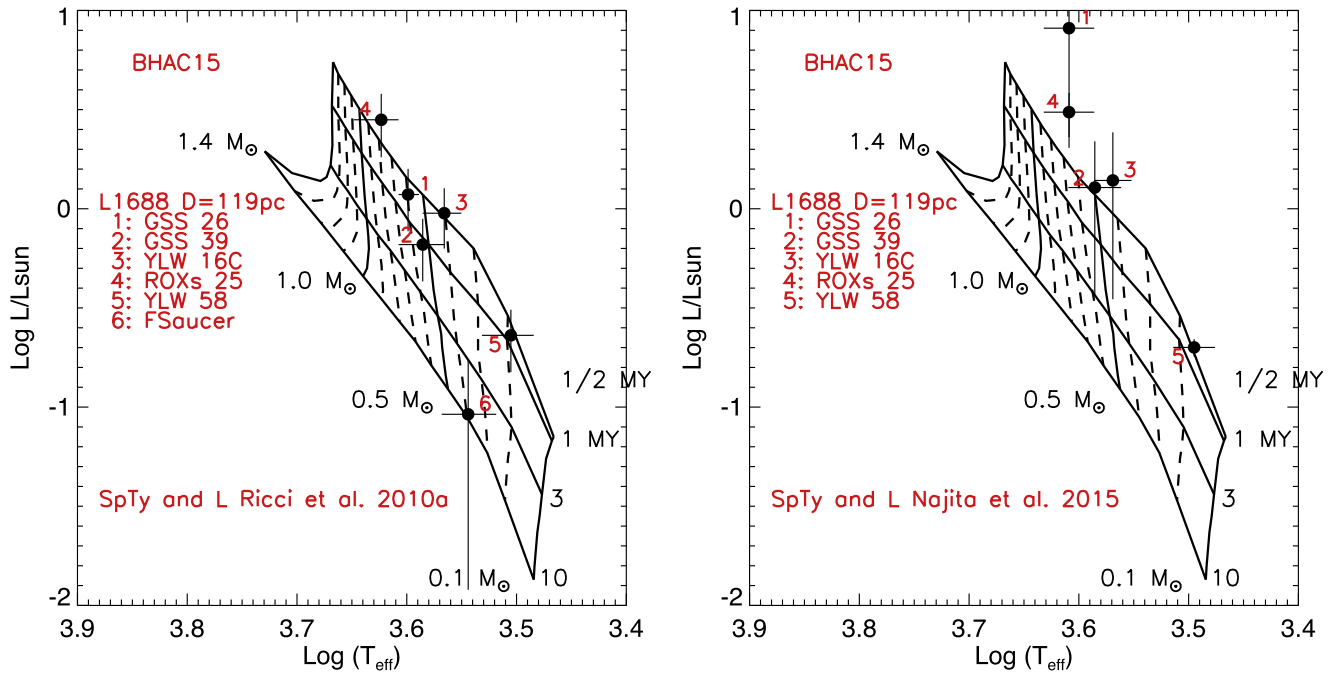 1
BHAC15
4
1.4 M⊙
L1688 D=119pc
1: GSS 26
2: GSS 39
3: YLW 16C
4: ROXs 25
5: YLW 58
6: FSaucer
1
3
2
0
1.0 M⊙
5
1/2 MY
0.5 M⊙
6
-1
1 MY
SpTy and L Ricci et al. 2010a
3
0.1 M⊙
10
-2
3.9 3.8 3.7 3.6 3.5 3.4
Log (Teff)
Log L/Lsun
1
1
BHAC15
4
1.4 M⊙
2
3
L1688 D=119pc
1: GSS 26
2: GSS 39
3: YLW 16C
4: ROXs 25
5: YLW 58
0
1.0 M⊙
5
1/2 MY
0.5 M⊙
-1
1 MY
SpTy and L Najita et al. 2015
3
0.1 M⊙
10
-2
3.9 3.8 3.7 3.6 3.5 3.4
Log (Teff)
Log L/Lsun